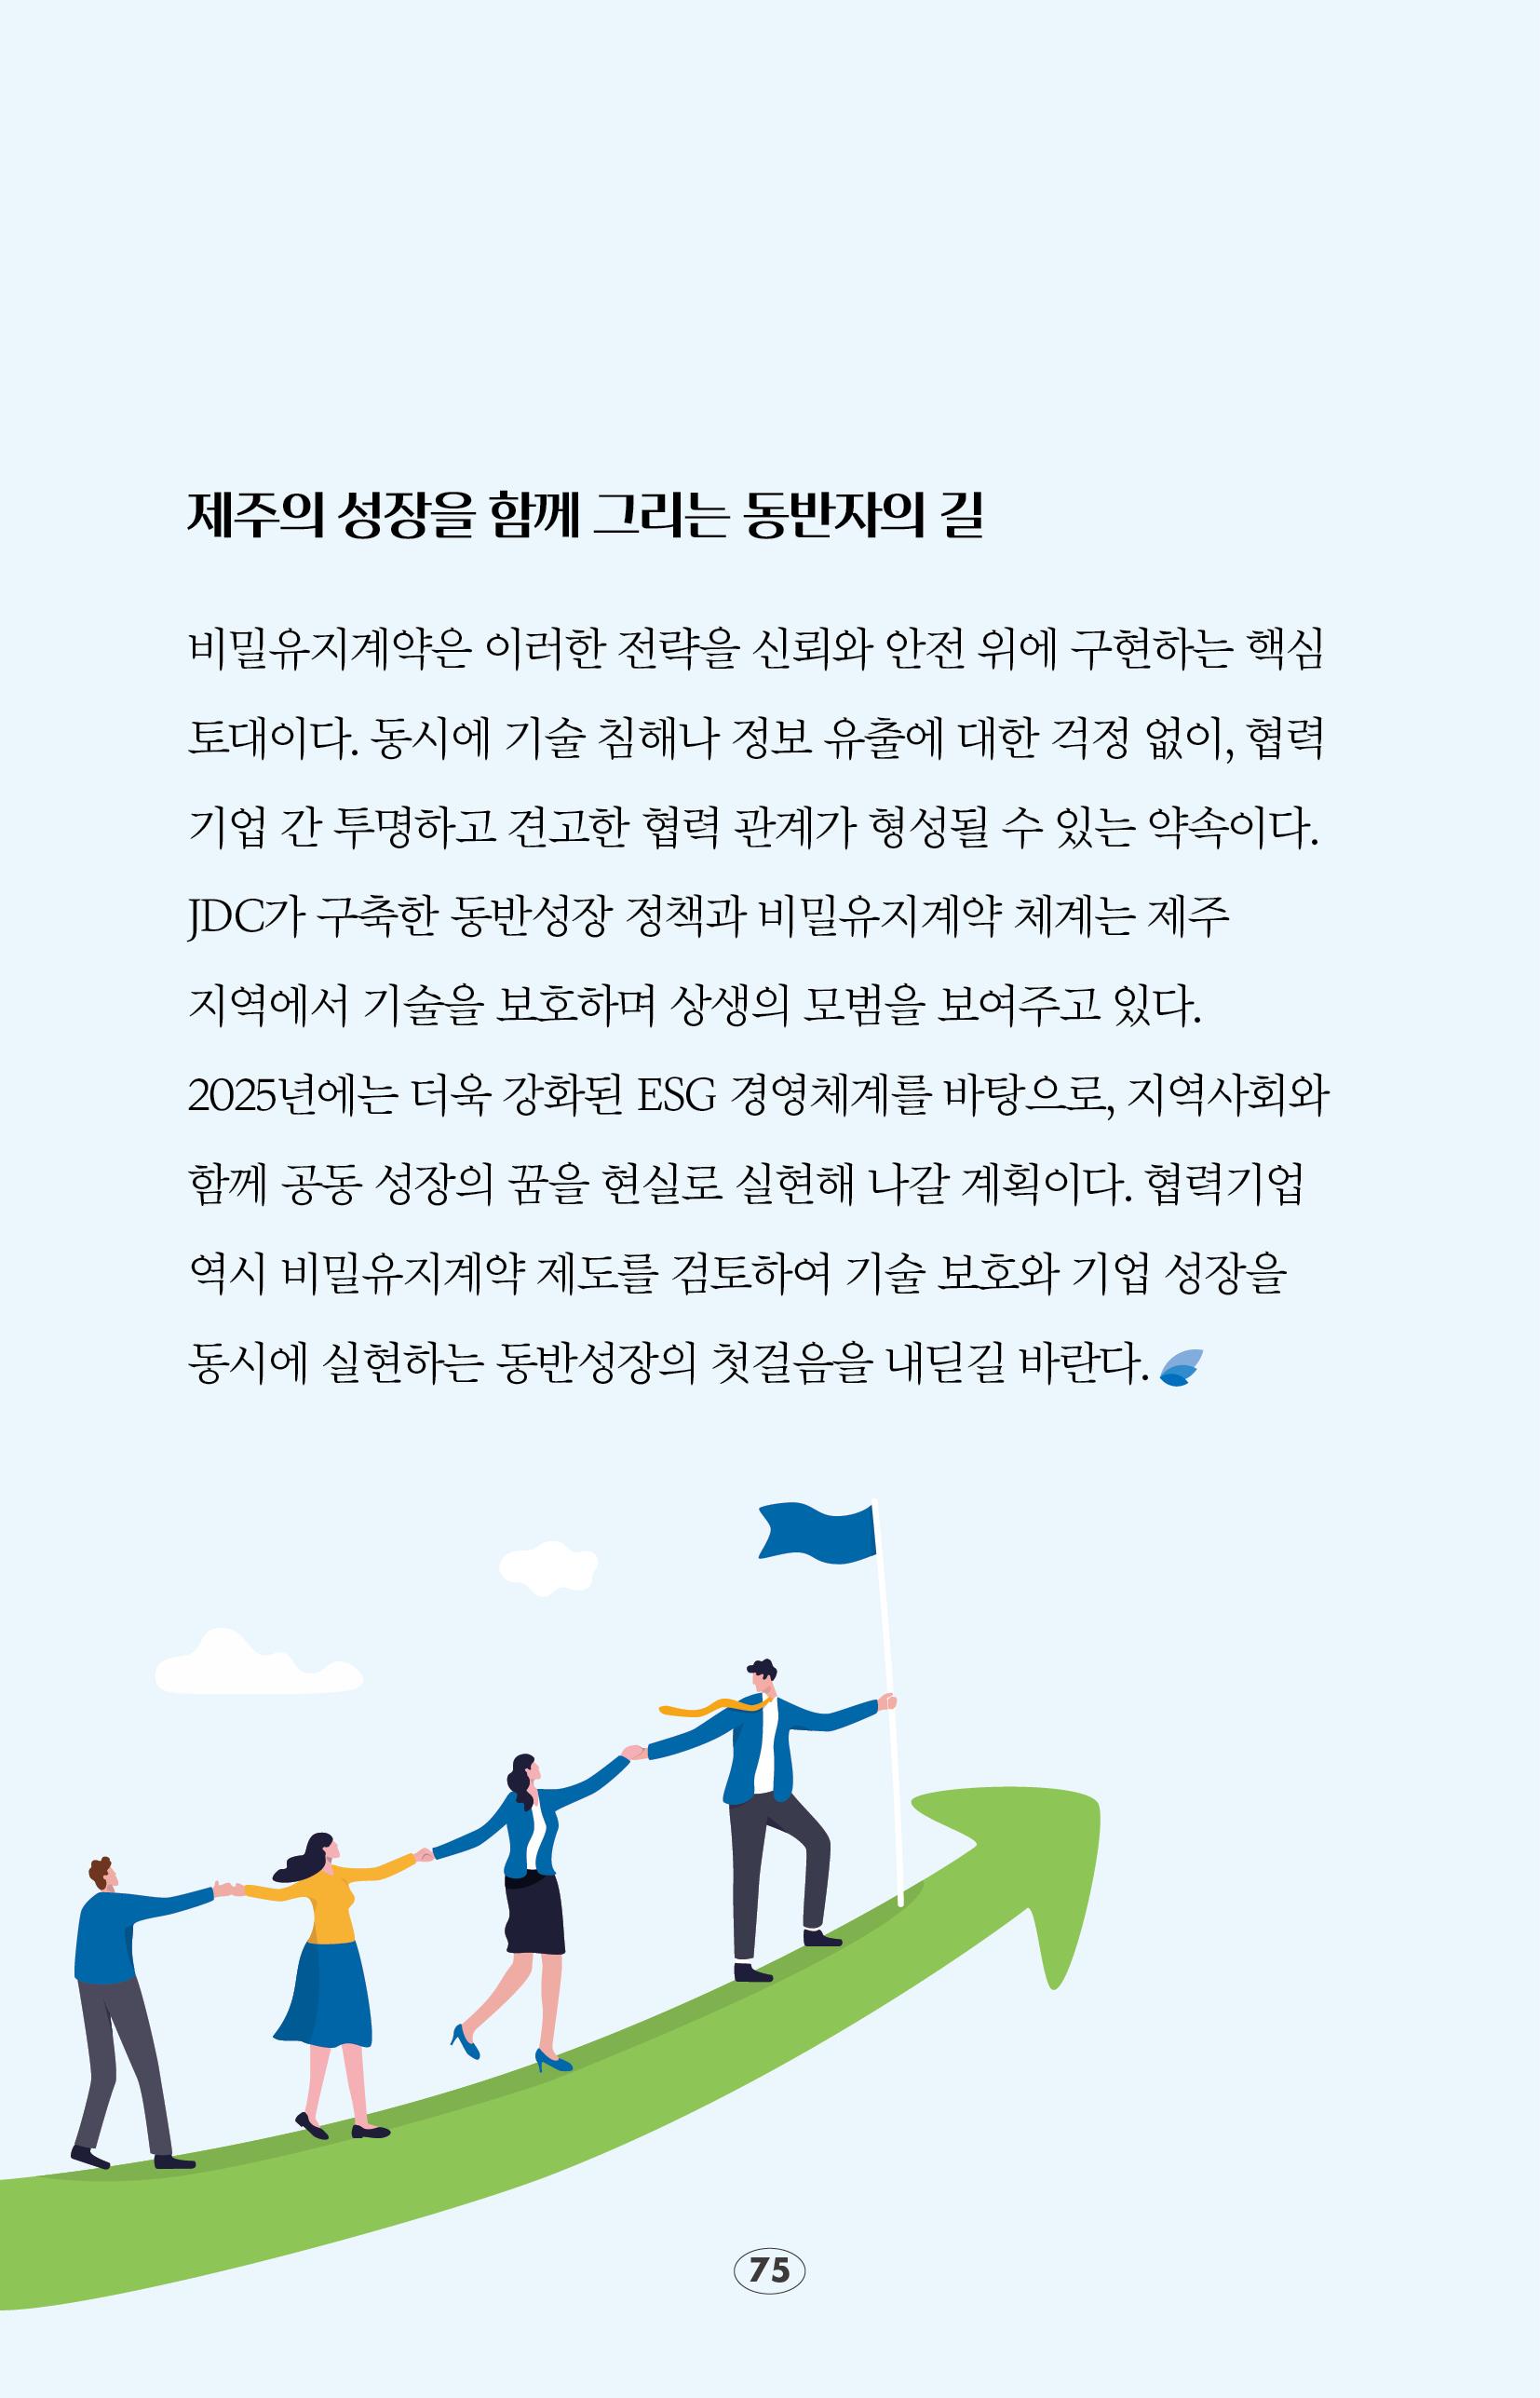 제주의 성장을 함께 그리는 동반자의 길
비밀유지계약은 이러한 전략을 신뢰와 안전 위에 구현하는 핵심
토대이다. 동시에 기술 침해나 정보 유출에 대한 걱정 없이, 협력
기업 간 투명하고 견고한 협력 관계가 형성될 수 있는 약속이다.
JDC가 구축한 동반성장 정책과 비밀유지계약 체계는 제주
지역에서 기술을 보호하며 상생의 모범을 보여주고 있다.
2025년에는 더욱 강화된 ESG 경영체계를 바탕으로, 지역사회와
함께 공동 성장의 꿈을 현실로 실현해 나갈 계획이다. 협력기업
역시 비밀유지계약 제도를 검토하여 기술 보호와 기업 성장을
동시에 실현하는 동반성장의 첫걸음을 내딛길 바란다.
75